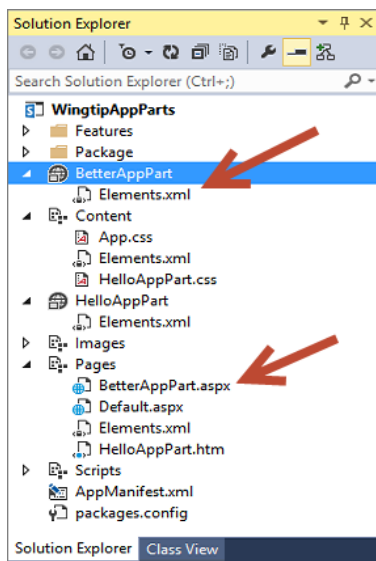 Solution Explorer
Search Solution Explorer (Ctrl+;)
WingtipAppParts
Features
Package
BetterAppPart
Elements.xml
Content
App.css
Elements.xml
HelloAppPart.css
HelloAppPart
Elements.xml
Images
Pages
BetterAppPart.aspx
Default.aspx
Elements.xml
HelloAppPart.htm
Scripts
AppManifest.xml
packages.config
Solution Explorer Class View